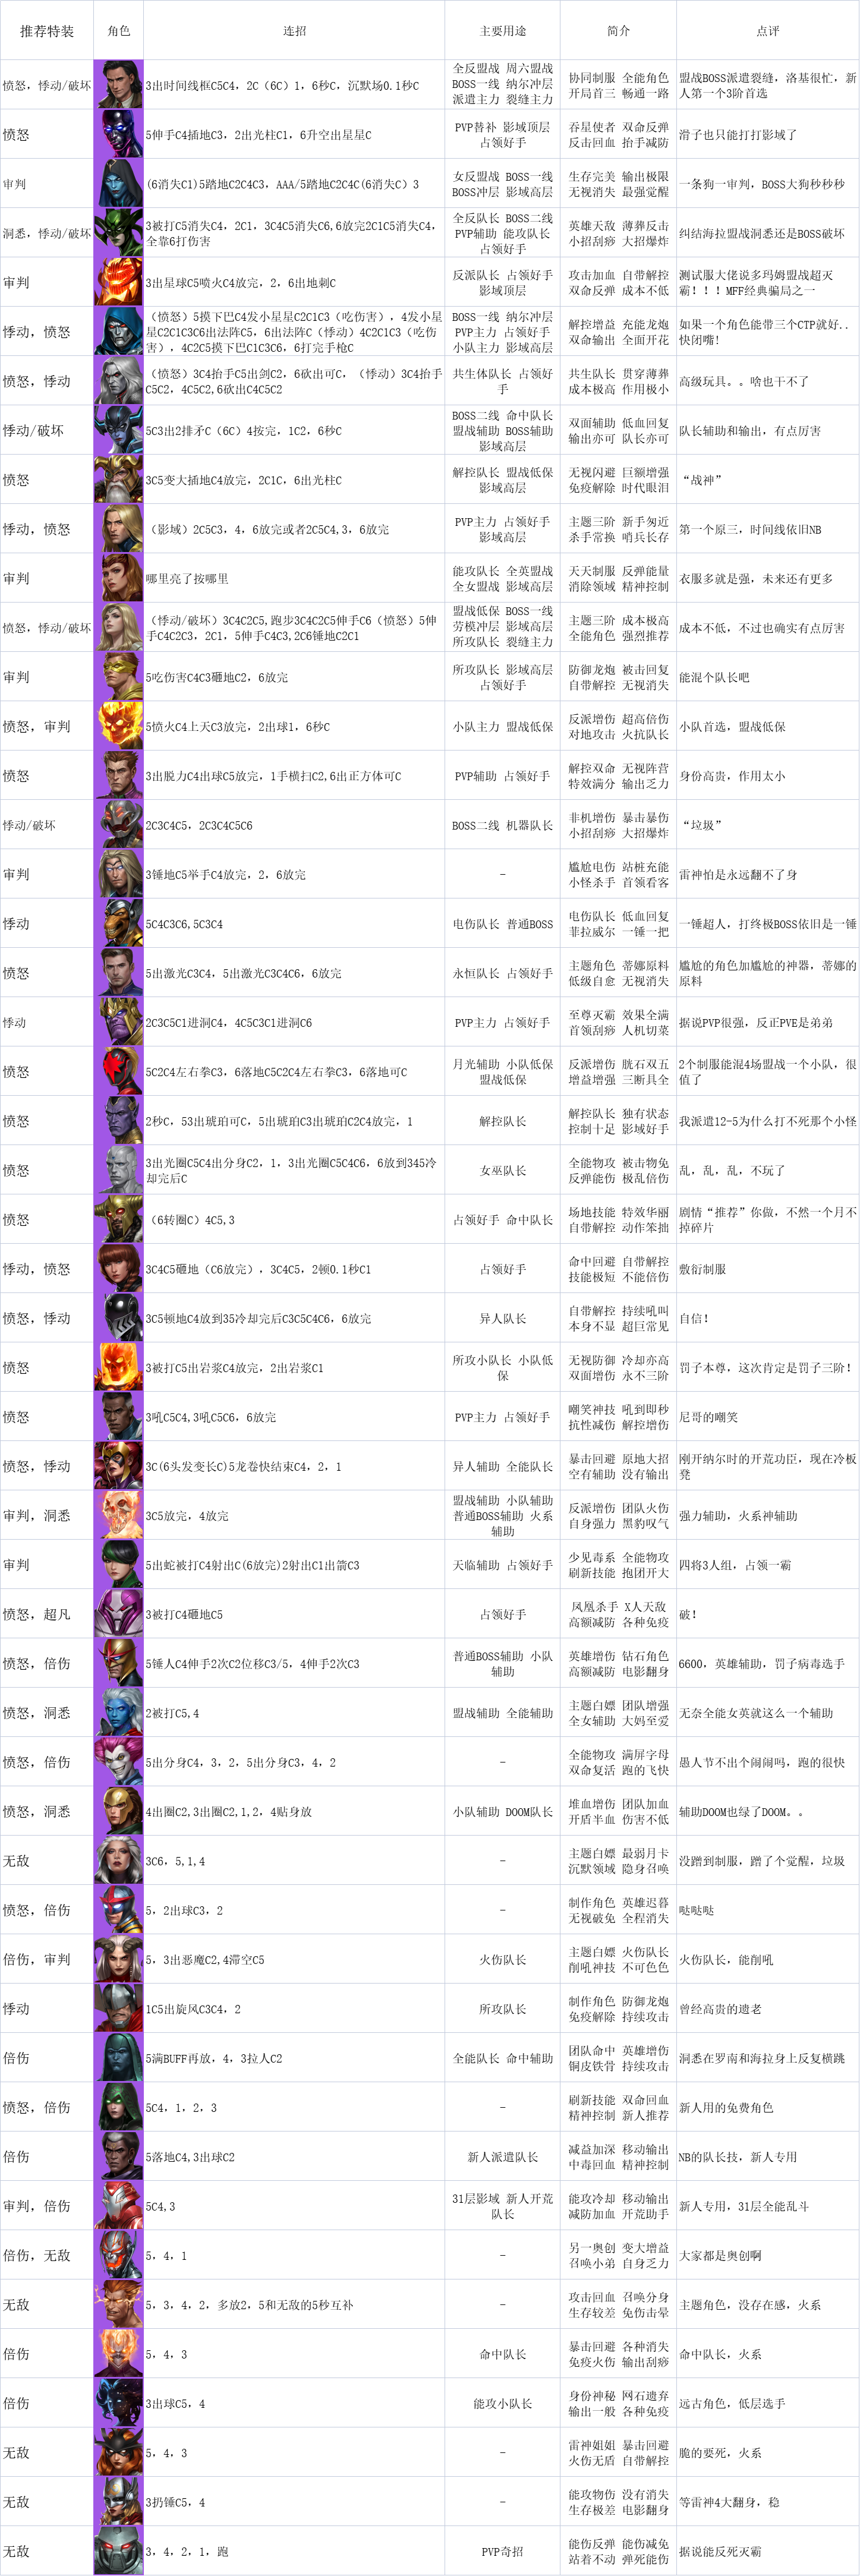 推荐特装 角色 连招 主要用途 简介 点评
愤怒，悸动/破坏 3出时间线框C5C4，2C（6C）1，6秒C，沉默场0.1秒C 全反盟战 周六盟战 BOSS一线 纳尔冲层 派遣主力 裂缝主力 协同制服 全能角色 开局首三 畅通一路 盟战BOSS派遣裂缝，洛基很忙，新人第一个3阶首选
愤怒 5伸手C4插地C3，2出光柱C1，6升空出星星C PVP替补 影域顶层 占领好手 吞星使者 双命反弹 反击回血 抬手减防 滑子也只能打打影域了
审判 (6消失C1)5踏地C2C4C3，AAA/5踏地C2C4C(6消失C）3 女反盟战 BOSS一线 BOSS冲层 影域高层 生存完美 输出极限 无视消失 最强觉醒 一条狗一审判，BOSS大狗秒秒秒
洞悉，悸动/破坏 3被打C5消失C4，2C1，3C4C5消失C6,6放完2C1C5消失C4，全靠6打伤害 全反队长 BOSS二线 PVP辅助 能攻队长 占领好手 英雄天敌 薄葬反击 小招刮痧 大招爆炸 纠结海拉盟战洞悉还是BOSS破坏
审判 3出星球C5喷火C4放完，2，6出地刺C 反派队长 占领好手 影域顶层 攻击加血 自带解控 双命反弹 成本不低 测试服大佬说多玛姆盟战超灭霸！！！MFF经典骗局之一
悸动，愤怒 （愤怒）5摸下巴C4发小星星C2C1C3（吃伤害），4发小星星C2C1C3C6出法阵C5，6出法阵C（悸动）4C2C1C3（吃伤害），4C2C5摸下巴C1C3C6，6打完手枪C BOSS一线 纳尔冲层 PVP主力 占领好手 小队主力 影域高层 解控增益 充能龙炮 双命输出 全面开花 如果一个角色能带三个CTP就好..快闭嘴!
愤怒，悸动 （愤怒）3C4抬手C5出剑C2，6砍出可C，（悸动）3C4抬手C5C2，4C5C2,6砍出C4C5C2 共生体队长 占领好手 共生队长 贯穿薄葬 成本极高 作用极小 高级玩具。。啥也干不了
悸动/破坏 5C3出2排矛C（6C）4按完，1C2，6秒C BOSS二线 命中队长 盟战辅助 BOSS辅助 影域高层 双面辅助 低血回复 输出亦可 队长亦可 队长辅助和输出，有点厉害
愤怒 3C5变大插地C4放完，2C1C，6出光柱C 解控队长 盟战低保 影域高层 无视闪避 巨额增强 免疫解除 时代眼泪 “战神”
悸动，愤怒 （影域）2C5C3，4，6放完或者2C5C4,3，6放完 PVP主力 占领好手 影域高层 主题三阶 新手匆近 杀手常换 哨兵长存 第一个原三，时间线依旧NB
审判 哪里亮了按哪里 能攻队长 全英盟战 全女盟战 影域高层 天天制服 反弹能量 消除领域 精神控制 衣服多就是强，未来还有更多
愤怒，悸动/破坏 （悸动/破坏）3C4C2C5,跑步3C4C2C5伸手C6（愤怒）5伸手C4C2C3，2C1，5伸手C4C3,2C6锤地C2C1 盟战低保 BOSS一线 劳模冲层 影域高层 所攻队长 裂缝主力 主题三阶 成本极高 全能角色 强烈推荐 成本不低，不过也确实有点厉害
审判 5吃伤害C4C3砸地C2，6放完 所攻队长 影域高层 占领好手 防御龙炮 被击回复 自带解控 无视消失 能混个队长吧
愤怒，审判 5愤火C4上天C3放完，2出球1，6秒C 小队主力 盟战低保 反派增伤 超高倍伤 对地攻击 火抗队长 小队首选，盟战低保
愤怒 3出脱力C4出球C5放完，1手横扫C2,6出正方体可C PVP辅助 占领好手 解控双命 无视阵营 特效满分 输出乏力 身份高贵，作用太小
悸动/破坏 2C3C4C5，2C3C4C5C6 BOSS二线 机器队长 非机增伤 暴击暴伤 小招刮痧 大招爆炸 “垃圾”
审判 3锤地C5举手C4放完，2，6放完 - 尴尬电伤 站桩充能 小怪杀手 首领看客 雷神怕是永远翻不了身
悸动 5C4C3C6,5C3C4 电伤队长 普通BOSS 电伤队长 低血回复 菲拉威尔 一锤一把 一锤超人，打终极BOSS依旧是一锤
愤怒 5出激光C3C4，5出激光C3C4C6，6放完 永恒队长 占领好手 主题角色 蒂娜原料 低级自愈 无视消失 尴尬的角色加尴尬的神器，蒂娜的原料
悸动 2C3C5C1进洞C4，4C5C3C1进洞C6 PVP主力 占领好手 至尊灭霸 效果全满 首领刮痧 人机切菜 据说PVP很强，反正PVE是弟弟
愤怒 5C2C4左右拳C3，6落地C5C2C4左右拳C3，6落地可C 月光辅助 小队低保 盟战低保 反派增伤 胱石双五 增益增强 三断具全 2个制服能混4场盟战一个小队，很值了
愤怒 2秒C，53出琥珀可C，5出琥珀C3出琥珀C2C4放完，1 解控队长 解控队长 独有状态 控制十足 影域好手 我派遣12-5为什么打不死那个小怪
愤怒 3出光圈C5C4出分身C2，1，3出光圈C5C4C6，6放到345冷却完后C 女巫队长 全能物攻 被击物免 反弹能伤 极乱倍伤 乱，乱，乱，不玩了
愤怒 （6转圈C）4C5,3 占领好手 命中队长 场地技能 特效华丽 自带解控 动作笨拙 剧情“推荐”你做，不然一个月不掉碎片
悸动，愤怒 3C4C5砸地（C6放完），3C4C5，2顿0.1秒C1 占领好手 命中回避 自带解控 技能极短 不能倍伤 敷衍制服
愤怒，悸动 3C5顿地C4放到35冷却完后C3C5C4C6，6放完 异人队长 自带解控 持续吼叫 本身不显 超巨常见 自信！
愤怒 3被打C5出岩浆C4放完，2出岩浆C1 所攻小队长 小队低保 无视防御 冷却亦高 双面增伤 永不三阶 罚子本尊，这次肯定是罚子三阶！
愤怒 3吼C5C4,3吼C5C6，6放完 PVP主力 占领好手 嘲笑神技 吼到即秒 抗性减伤 解控增伤 尼哥的嘲笑
愤怒，悸动 3C(6头发变长C)5龙卷快结束C4，2，1 异人辅助 全能队长 暴击回避 原地大招 空有辅助 没有输出 刚开纳尔时的开荒功臣，现在冷板凳
审判，洞悉 3C5放完，4放完 盟战辅助 小队辅助 普通BOSS辅助 火系辅助 反派增伤 团队火伤 自身强力 黑豹叹气 强力辅助，火系神辅助
审判 5出蛇被打C4射出C(6放完)2射出C1出箭C3 天临辅助 占领好手 少见毒系 全能物攻 刷新技能 抱团开大 四将3人组，占领一霸
愤怒，超凡 3被打C4砸地C5 占领好手 凤凰杀手 X人天敌 高额减防 各种免疫 破！
愤怒，倍伤 5锤人C4伸手2次C2位移C3/5，4伸手2次C3 普通BOSS辅助 小队辅助 英雄增伤 钻石角色 高额减防 电影翻身 6600，英雄辅助，罚子病毒选手
愤怒，洞悉 2被打C5,4 盟战辅助 全能辅助 主题白嫖 团队增强 全女辅助 大妈至爱 无奈全能女英就这么一个辅助
愤怒，倍伤 5出分身C4，3，2，5出分身C3，4，2 - 全能物攻 满屏字母 双命复活 跑的飞快 愚人节不出个闹闹吗，跑的很快
愤怒，洞悉 4出圈C2,3出圈C2,1,2，4贴身放 小队辅助 DOOM队长 堆血增伤 团队加血 开盾半血 伤害不低 辅助DOOM也绿了DOOM。。
无敌 3C6，5,1,4 - 主题白嫖 最弱月卡 沉默领域 隐身召唤 没蹭到制服，蹭了个觉醒，垃圾
愤怒，倍伤 5，2出球C3，2 - 制作角色 英雄迟暮 无视破免 全程消失 哒哒哒
倍伤，审判 5，3出恶魔C2,4滞空C5 火伤队长 主题白嫖 火伤队长 削吼神技 不可色色 火伤队长，能削吼
悸动 1C5出旋风C3C4，2 所攻队长 制作角色 防御龙炮 免疫解除 持续攻击 曾经高贵的遗老
倍伤 5满BUFF再放，4，3拉人C2 全能队长 命中辅助 团队命中 英雄增伤 铜皮铁骨 持续攻击 洞悉在罗南和海拉身上反复横跳
愤怒，倍伤 5C4，1，2，3 - 刷新技能 双命回血 精神控制 新人推荐 新人用的免费角色
倍伤 5落地C4,3出球C2 新人派遣队长 减益加深 移动输出 中毒回血 精神控制 NB的队长技，新人专用
审判，倍伤 5C4,3 31层影域 新人开荒队长 能攻冷却 移动输出 减防加血 开荒助手 新人专用，31层全能乱斗
倍伤，无敌 5，4，1 - 另一奥创 变大增益 召唤小弟 自身乏力 大家都是奥创啊
无敌 5，3，4，2，多放2，5和无敌的5秒互补 - 攻击回血 召唤分身 生存较差 免伤击晕 主题角色，没存在感，火系
倍伤 5，4，3 命中队长 暴击回避 各种消失 免疫火伤 输出刮痧 命中队长，火系
倍伤 3出球C5，4 能攻小队长 身份神秘 网石遗弃 输出一般 各种免疫 远古角色，低层选手
无敌 5，4，3 - 雷神姐姐 暴击回避 火伤无盾 自带解控 脆的要死，火系
无敌 3扔锤C5，4 - 能攻物伤 没有消失 生存极差 电影翻身 等雷神4大翻身，稳
无敌 3，4，2，1，跑 PVP奇招 能伤反弹 能伤减免 站着不动 弹死能伤 据说能反死灭霸